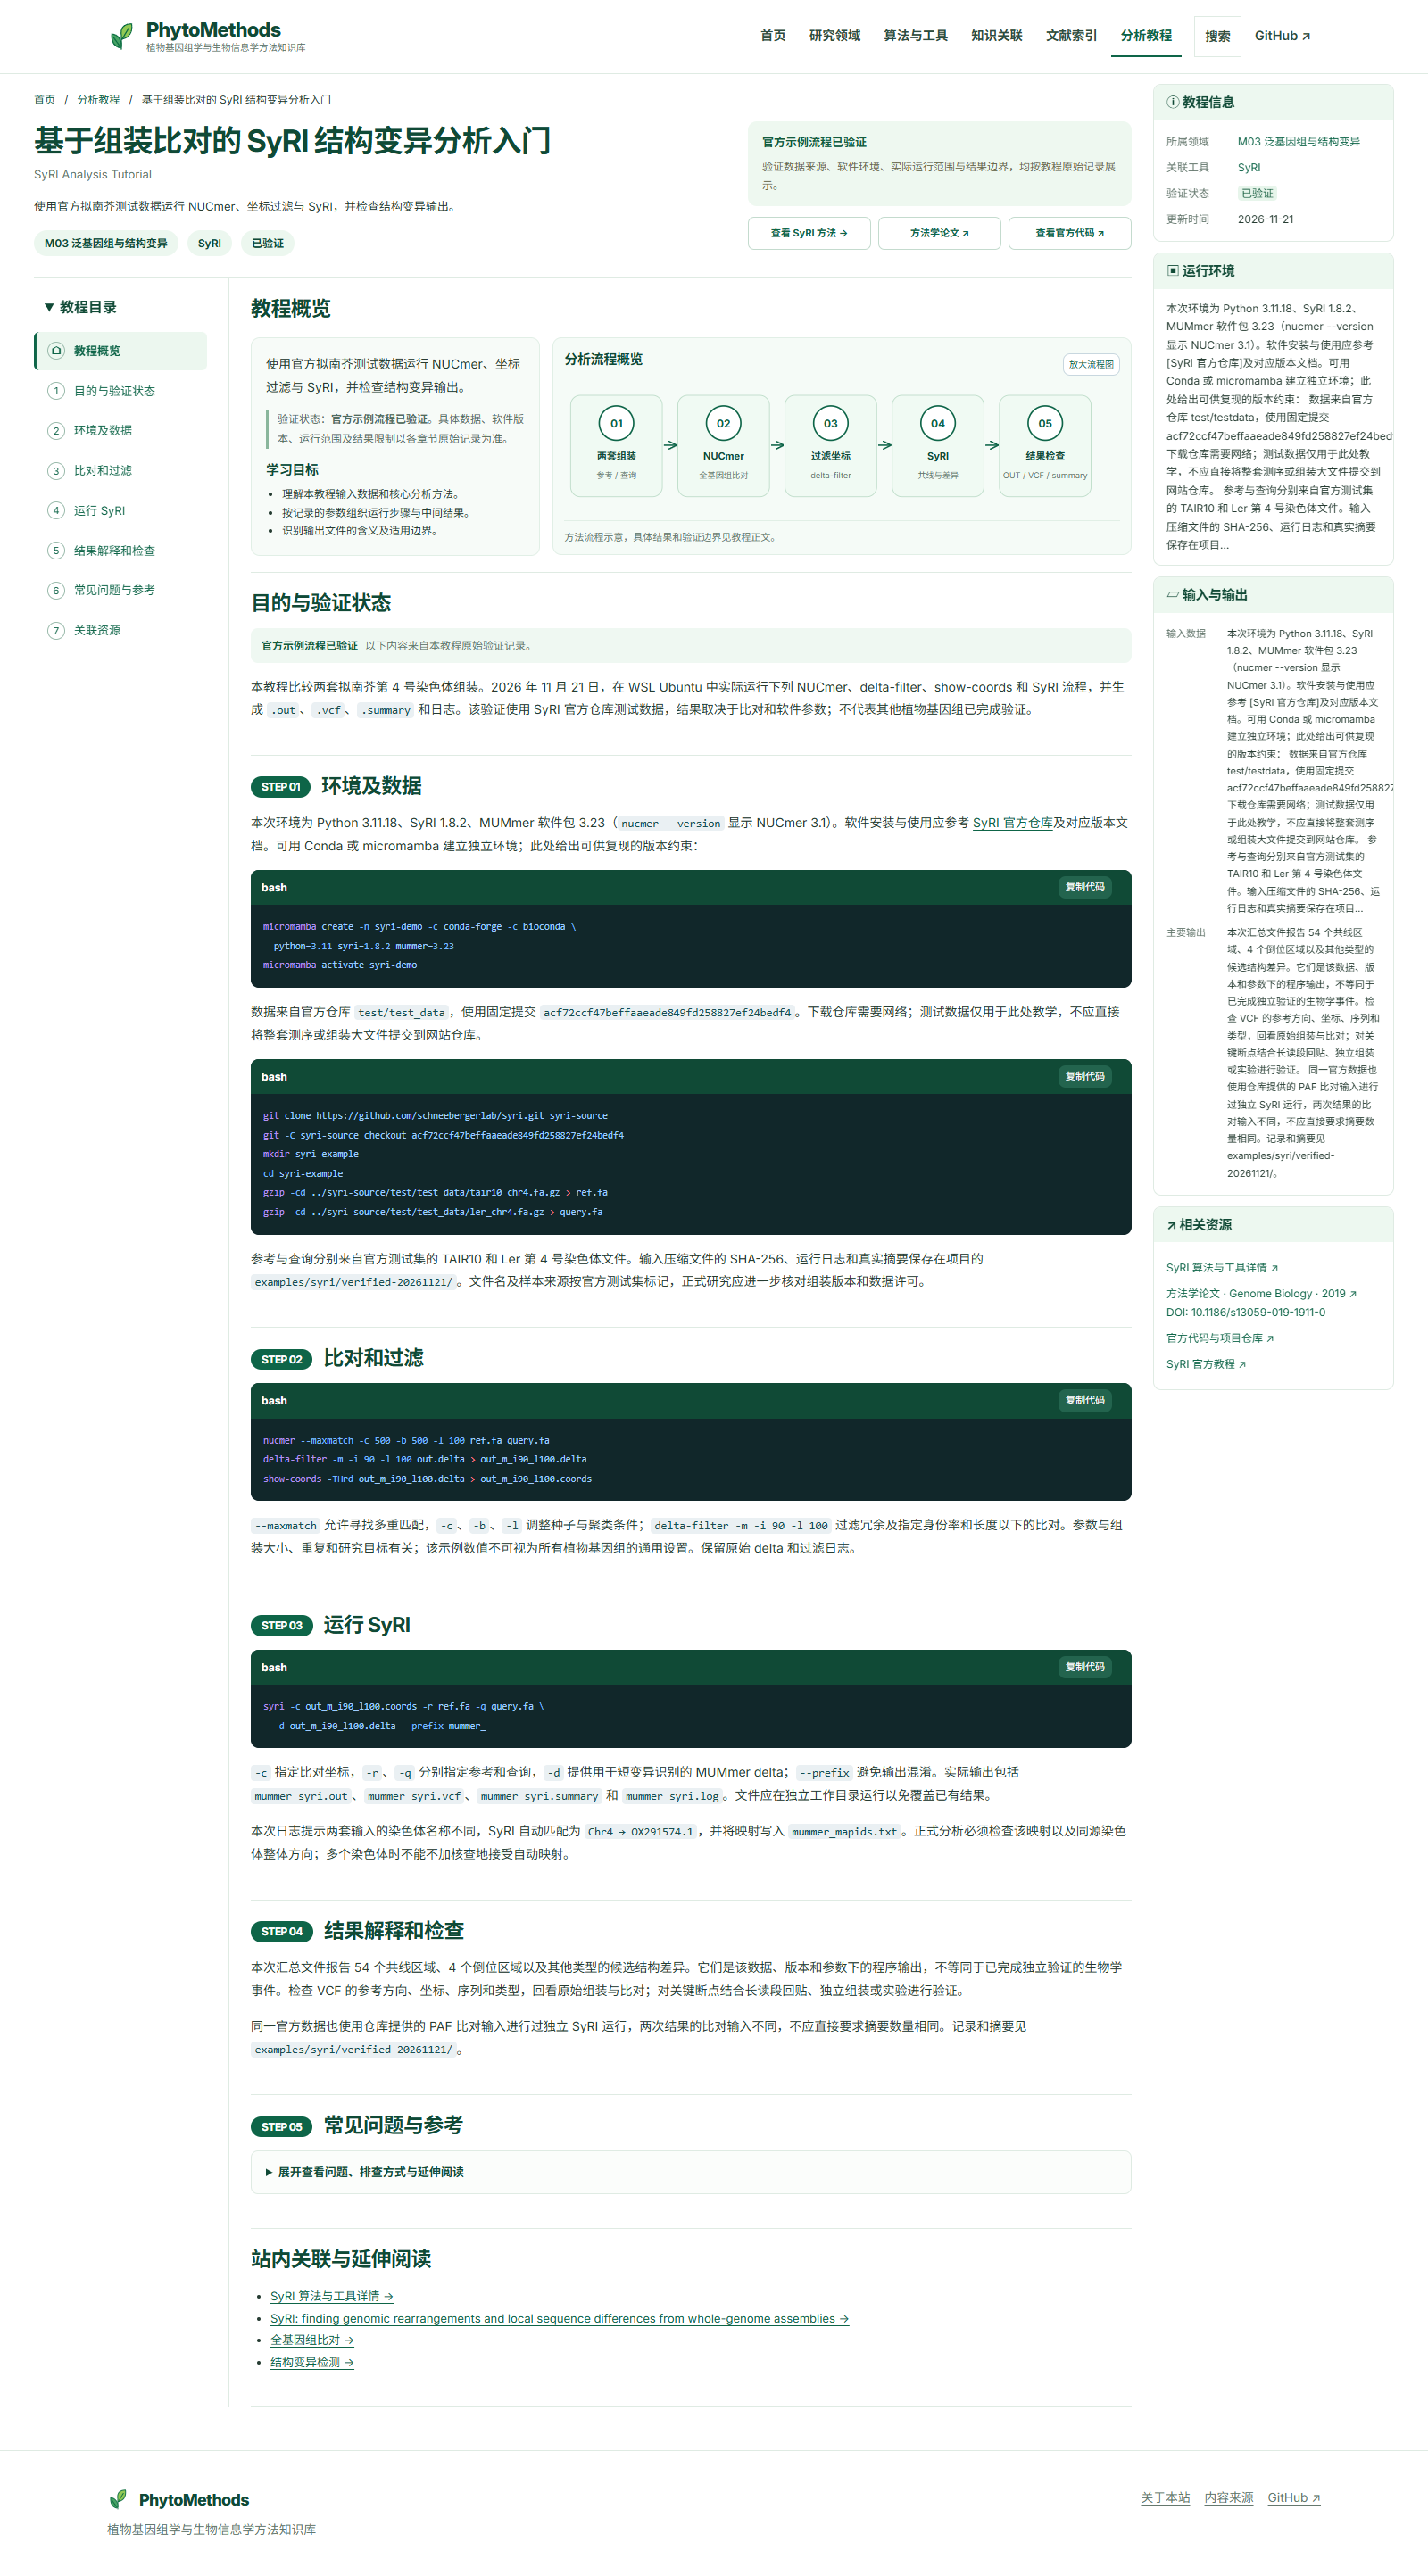 PhytoMethods
植物基因组学与生物信息学方法知识库
首页 研究领域 算法与工具 知识关联 文献索引 分析教程 搜索 GitHub ↗
首页 / 分析教程 / 基于组装比对的 SyRI 结构变异分析入门
基于组装比对的 SyRI 结构变异分析入门
SyRI Analysis Tutorial
使用官方拟南芥测试数据运行 NUCmer、坐标过滤与 SyRI，并检查结构变异输出。
M03 泛基因组与结构变异 SyRI 已验证
官方示例流程已验证
验证数据来源、软件环境、实际运行范围与结果边界，均按教程原始记录展
示。
查看 SyRI 方法 → 方法学论文 ↗ 查看官方代码 ↗
▼ 教程目录
教程概览
1 目的与验证状态
2 环境及数据
3 比对和过滤
4 运行 SyRI
5 结果解释和检查
6 常见问题与参考
7 关联资源
教程概览
使用官方拟南芥测试数据运行 NUCmer、坐标
过滤与 SyRI，并检查结构变异输出。
验证状态：官方示例流程已验证。具体数据、软件版
本、运行范围及结果限制以各章节原始记录为准。
学习目标
• 理解本教程输入数据和核心分析方法。
• 按记录的参数组织运行步骤与中间结果。
• 识别输出文件的含义及适用边界。
分析流程概览
放大流程图
01 02 03 04 05
两套组装 → NUCmer → 过滤坐标 → SyRI → 结果检查
参考 / 查询 全基因组比对 delta-filter 共线与差异 OUT / VCF / summary
方法流程示意，具体结果和验证边界见教程正文。
目的与验证状态
官方示例流程已验证 以下内容来自本教程原始验证记录。
本教程比较两套拟南芥第 4 号染色体组装。2026 年 11 月 21 日，在 WSL Ubuntu 中实际运行下列 NUCmer、delta-filter、show-coords 和 SyRI 流程，并生
成 .out、.vcf、.summary 和日志。该验证使用 SyRI 官方仓库测试数据，结果取决于比对和软件参数；不代表其他植物基因组已完成验证。
STEP 01 环境及数据
本次环境为 Python 3.11.18、SyRI 1.8.2、MUMmer 软件包 3.23（nucmer --version 显示 NUCmer 3.1）。软件安装与使用应参考 SyRI 官方仓库及对应版本文
档。可用 Conda 或 micromamba 建立独立环境；此处给出可供复现的版本约束：
bash 复制代码
micromamba create -n syri-demo -c conda-forge -c bioconda \
python=3.11 syri=1.8.2 mummer=3.23
micromamba activate syri-demo
数据来自官方仓库 test/test_data，使用固定提交 acf72ccf47beffaaeade849fd258827ef24bedf4。下载仓库需要网络；测试数据仅用于此处教学，不应直接
将整套测序或组装大文件提交到网站仓库。
bash 复制代码
git clone https://github.com/schneebergerlab/syri.git syri-source
git -C syri-source checkout acf72ccf47beffaaeade849fd258827ef24bedf4
mkdir syri-example
cd syri-example
gzip -cd ../syri-source/test/test_data/tair10_chr4.fa.gz > ref.fa
gzip -cd ../syri-source/test/test_data/ler_chr4.fa.gz > query.fa
参考与查询分别来自官方测试集的 TAIR10 和 Ler 第 4 号染色体文件。输入压缩文件的 SHA-256、运行日志和真实摘要保存在项目的
examples/syri/verified-20261121/。文件名及样本来源按官方测试集标记，正式研究应进一步核对组装版本和数据许可。
STEP 02 比对和过滤
bash 复制代码
nucmer --maxmatch -c 500 -b 500 -l 100 ref.fa query.fa
delta-filter -m -i 90 -l 100 out.delta > out_m_i90_l100.delta
show-coords -THrd out_m_i90_l100.delta > out_m_i90_l100.coords
--maxmatch 允许寻找多重匹配，-c、-b、-l 调整种子与聚类条件；delta-filter -m -i 90 -l 100 过滤冗余及指定身份率和长度以下的比对。参数与组
装大小、重复和研究目标有关；该示例数值不可视为所有植物基因组的通用设置。保留原始 delta 和过滤日志。
STEP 03 运行 SyRI
bash 复制代码
syri -c out_m_i90_l100.coords -r ref.fa -q query.fa \
-d out_m_i90_l100.delta --prefix mummer_
-c 指定比对坐标，-r、-q 分别指定参考和查询，-d 提供用于短变异识别的 MUMmer delta；--prefix 避免输出混淆。实际输出包括
mummer_syri.out、mummer_syri.vcf、mummer_syri.summary 和 mummer_syri.log。文件应在独立工作目录运行以免覆盖已有结果。
本次日志提示两套输入的染色体名称不同，SyRI 自动匹配为 Chr4 → OX291574.1，并将映射写入 mummer_mapids.txt。正式分析必须检查该映射以及同源染色
体整体方向；多个染色体时不能不加核查地接受自动映射。
STEP 04 结果解释和检查
本次汇总文件报告 54 个共线区域、4 个倒位区域以及其他类型的候选结构差异。它们是该数据、版本和参数下的程序输出，不等同于已完成独立验证的生物学
事件。检查 VCF 的参考方向、坐标、序列和类型，回看原始组装与比对；对关键断点结合长读段回贴、独立组装或实验进行验证。
同一官方数据也使用仓库提供的 PAF 比对输入进行过独立 SyRI 运行，两次结果的比对输入不同，不应直接要求摘要数量相同。记录和摘要见
examples/syri/verified-20261121/。
STEP 05 常见问题与参考
▶ 展开查看问题、排查方式与延伸阅读
站内关联与延伸阅读
• SyRI 算法与工具详情 →
• SyRI: finding genomic rearrangements and local sequence differences from whole-genome assemblies →
• 全基因组比对 →
• 结构变异检测 →
ⓘ 教程信息
所属领域 M03 泛基因组与结构变异
关联工具 SyRI
验证状态 已验证
更新时间 2026-11-21
▣ 运行环境
本次环境为 Python 3.11.18、SyRI 1.8.2、
MUMmer 软件包 3.23（nucmer --version
显示 NUCmer 3.1）。软件安装与使用应参考
[SyRI 官方仓库]及对应版本文档。可用
Conda 或 micromamba 建立独立环境；此
处给出可供复现的版本约束： 数据来自官方
仓库 test/testdata，使用固定提交
acf72ccf47beffaaeade849fd258827ef24bed
下载仓库需要网络；测试数据仅用于此处教
学，不应直接将整套测序或组装大文件提交到
网站仓库。 参考与查询分别来自官方测试集
的 TAIR10 和 Ler 第 4 号染色体文件。输入
压缩文件的 SHA-256、运行日志和真实摘要
保存在项目...
▱ 输入与输出
输入数据 本次环境为 Python 3.11.18、SyRI
1.8.2、MUMmer 软件包 3.23
（nucmer --version 显示
NUCmer 3.1）。软件安装与使用应
参考 [SyRI 官方仓库]及对应版本文
档。可用 Conda 或 micromamba
建立独立环境；此处给出可供复现
的版本约束： 数据来自官方仓库
test/testdata，使用固定提交
acf72ccf47beffaaeade849fd258827
下载仓库需要网络；测试数据仅用
于此处教学，不应直接将整套测序
或组装大文件提交到网站仓库。 参
考与查询分别来自官方测试集的
TAIR10 和 Ler 第 4 号染色体文
件。输入压缩文件的 SHA-256、运
行日志和真实摘要保存在项目...
主要输出 本次汇总文件报告 54 个共线区
域、4 个倒位区域以及其他类型的
候选结构差异。它们是该数据、版
本和参数下的程序输出，不等同于
已完成独立验证的生物学事件。检
查 VCF 的参考方向、坐标、序列和
类型，回看原始组装与比对；对关
键断点结合长读段回贴、独立组装
或实验进行验证。 同一官方数据也
使用仓库提供的 PAF 比对输入进行
过独立 SyRI 运行，两次结果的比
对输入不同，不应直接要求摘要数
量相同。记录和摘要见
examples/syri/verified-
20261121/。
↗ 相关资源
SyRI 算法与工具详情 ↗
方法学论文 · Genome Biology · 2019 ↗
DOI: 10.1186/s13059-019-1911-0
官方代码与项目仓库 ↗
SyRI 官方教程 ↗
PhytoMethods
植物基因组学与生物信息学方法知识库
关于本站 内容来源 GitHub ↗